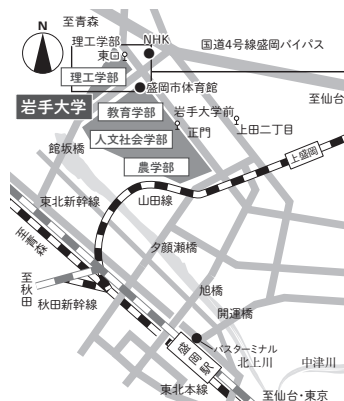 至青森
N
NHK
理工学部
東口
国道4号線盛岡バイパス
理工学部
盛岡市体育館
至仙台
岩手大学
教育学部
岩手大学前
正門
上田二丁目
人文社会学部
館坂橋
農学部
上盛岡
東北新幹線
山田線
至青森
夕顔瀬橋
至秋田
旭橋
秋田新幹線
開運橋
バスターミナル
盛岡駅
北上川
中津川
東北本線
至仙台・東京